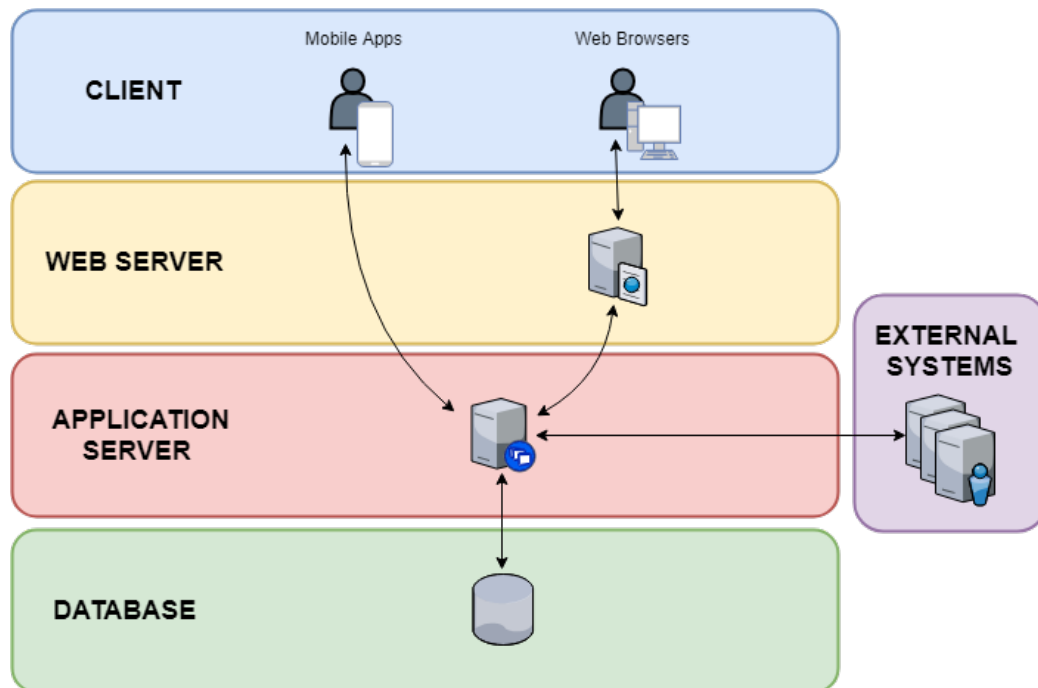 Mobile Apps
Web Browsers
CLIENT
WEB SERVER
EXTERNAL
SYSTEMS
APPLICATION
SERVER
DATABASE